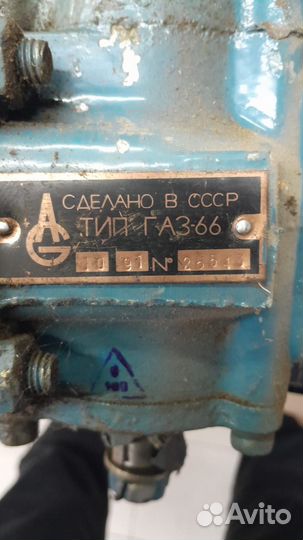 СДЕЛАНО В СССР
ТИП ГАЗ-66
10 91 №
Avito